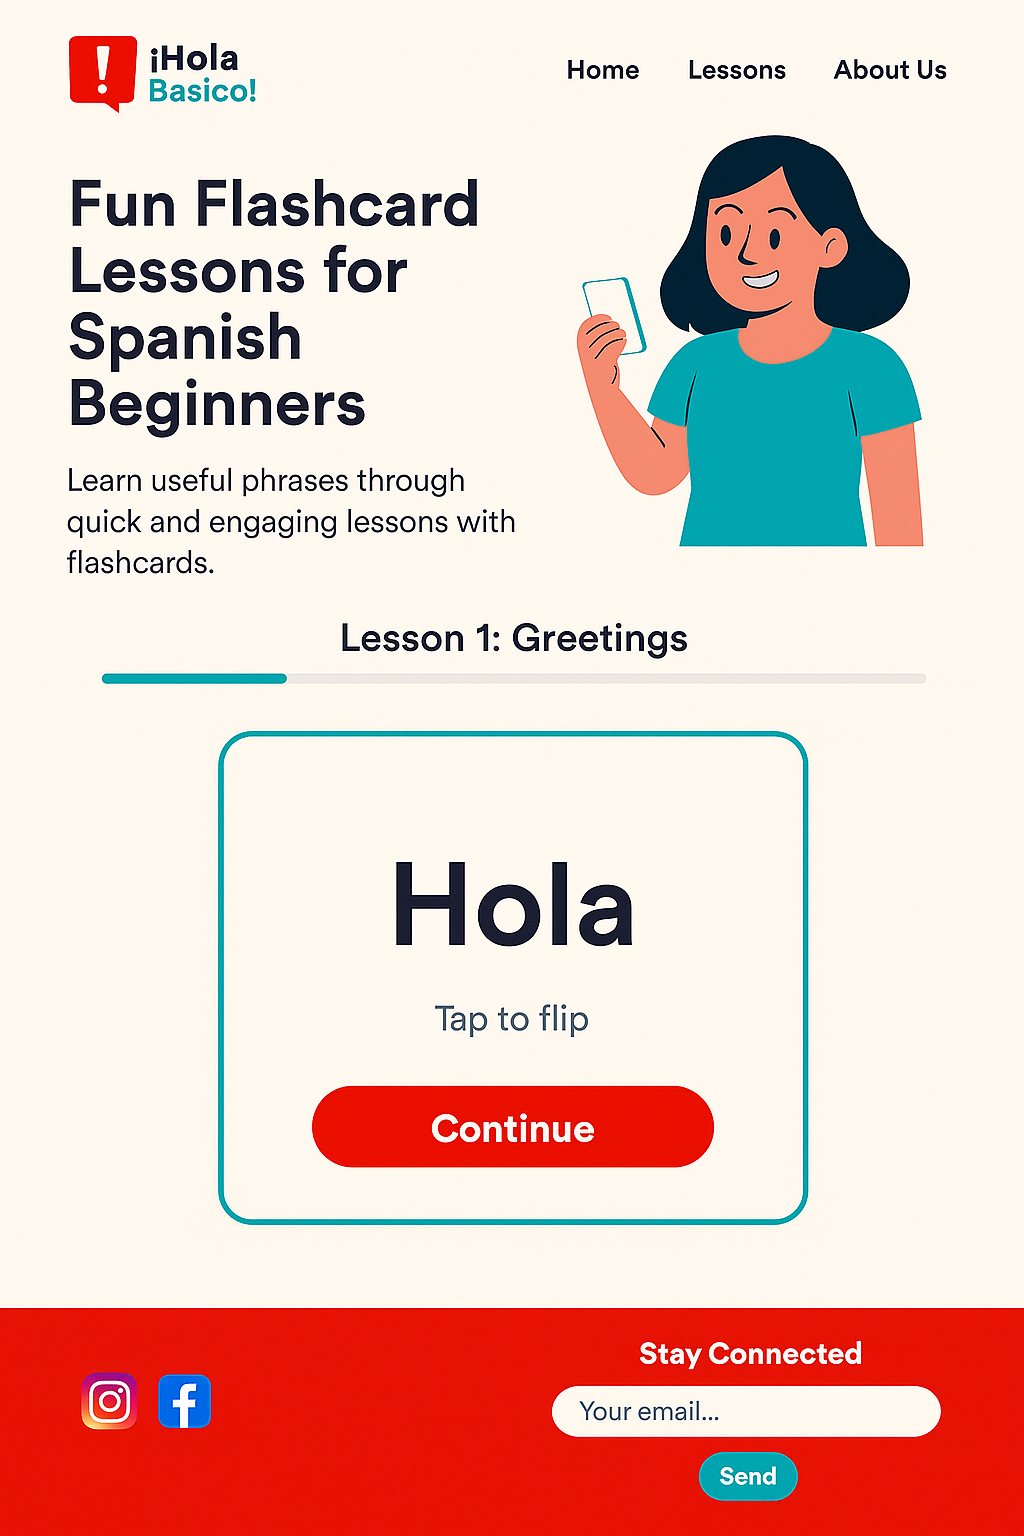 ¡Hola
Basico!
Home Lessons About Us
Fun Flashcard
Lessons for
Spanish
Beginners
Learn useful phrases through
quick and engaging lessons with
flashcards.
Lesson 1: Greetings
Hola
Tap to flip
Continue
Stay Connected
Your email...
Send